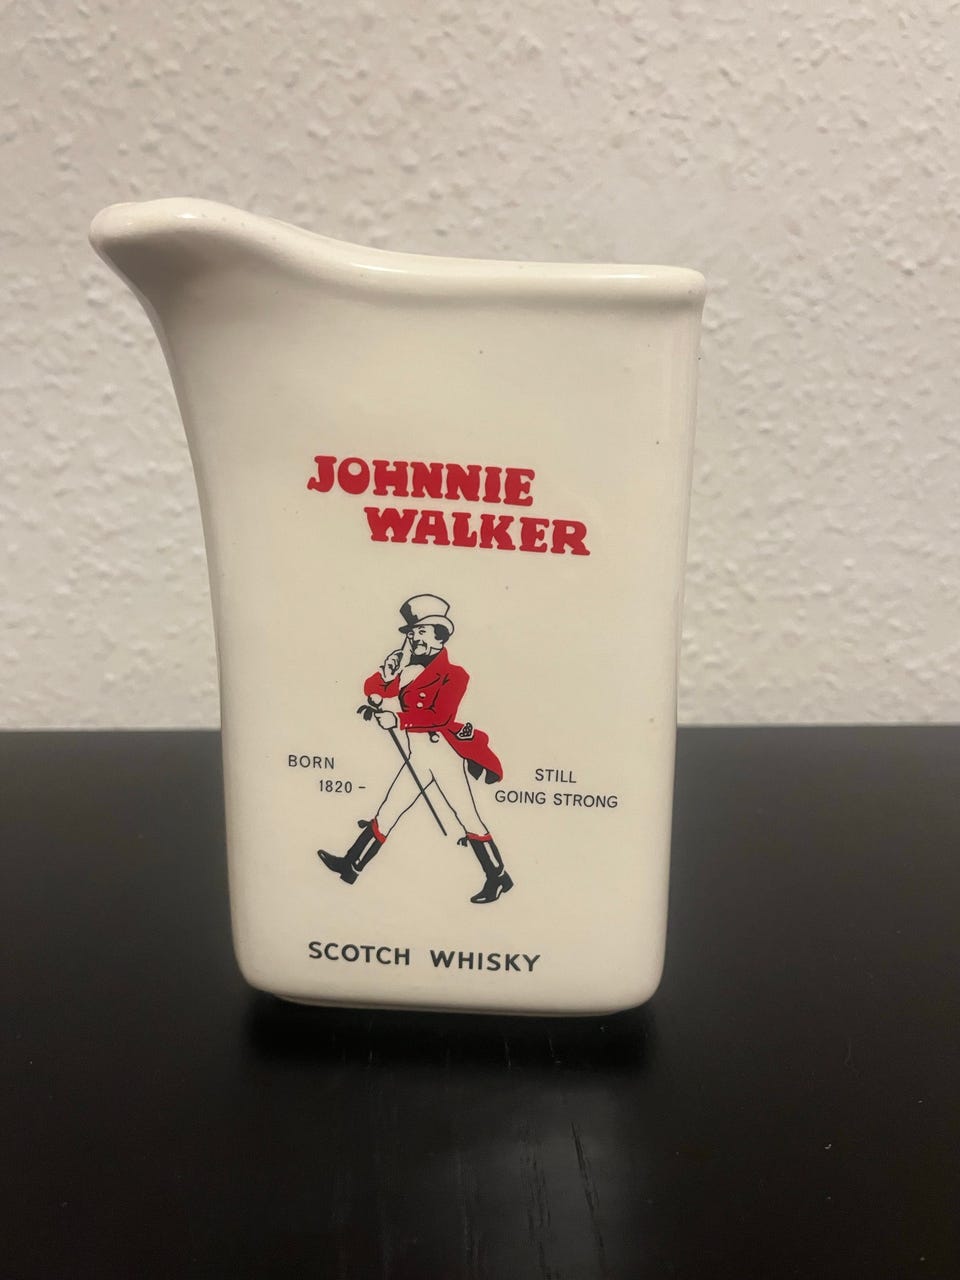 JOHNNIE
WALKER
BORN
1820 -
STILL
GOING STRONG
SCOTCH WHISKY